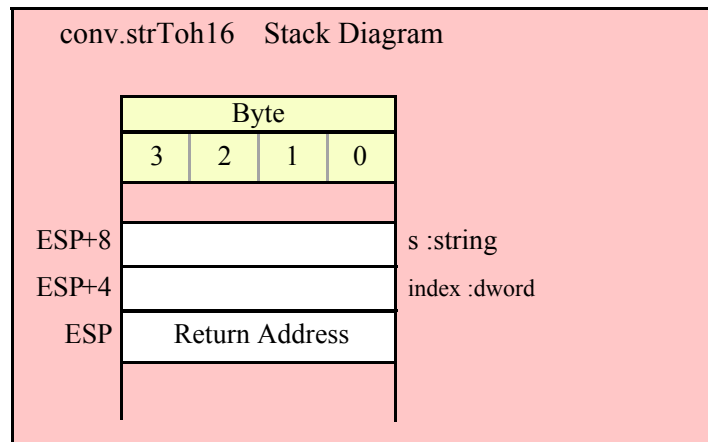 conv.strToh16 Stack Diagram
Byte
3 2 1 0
ESP+8 s :string
ESP+4 index :dword
ESP Return Address